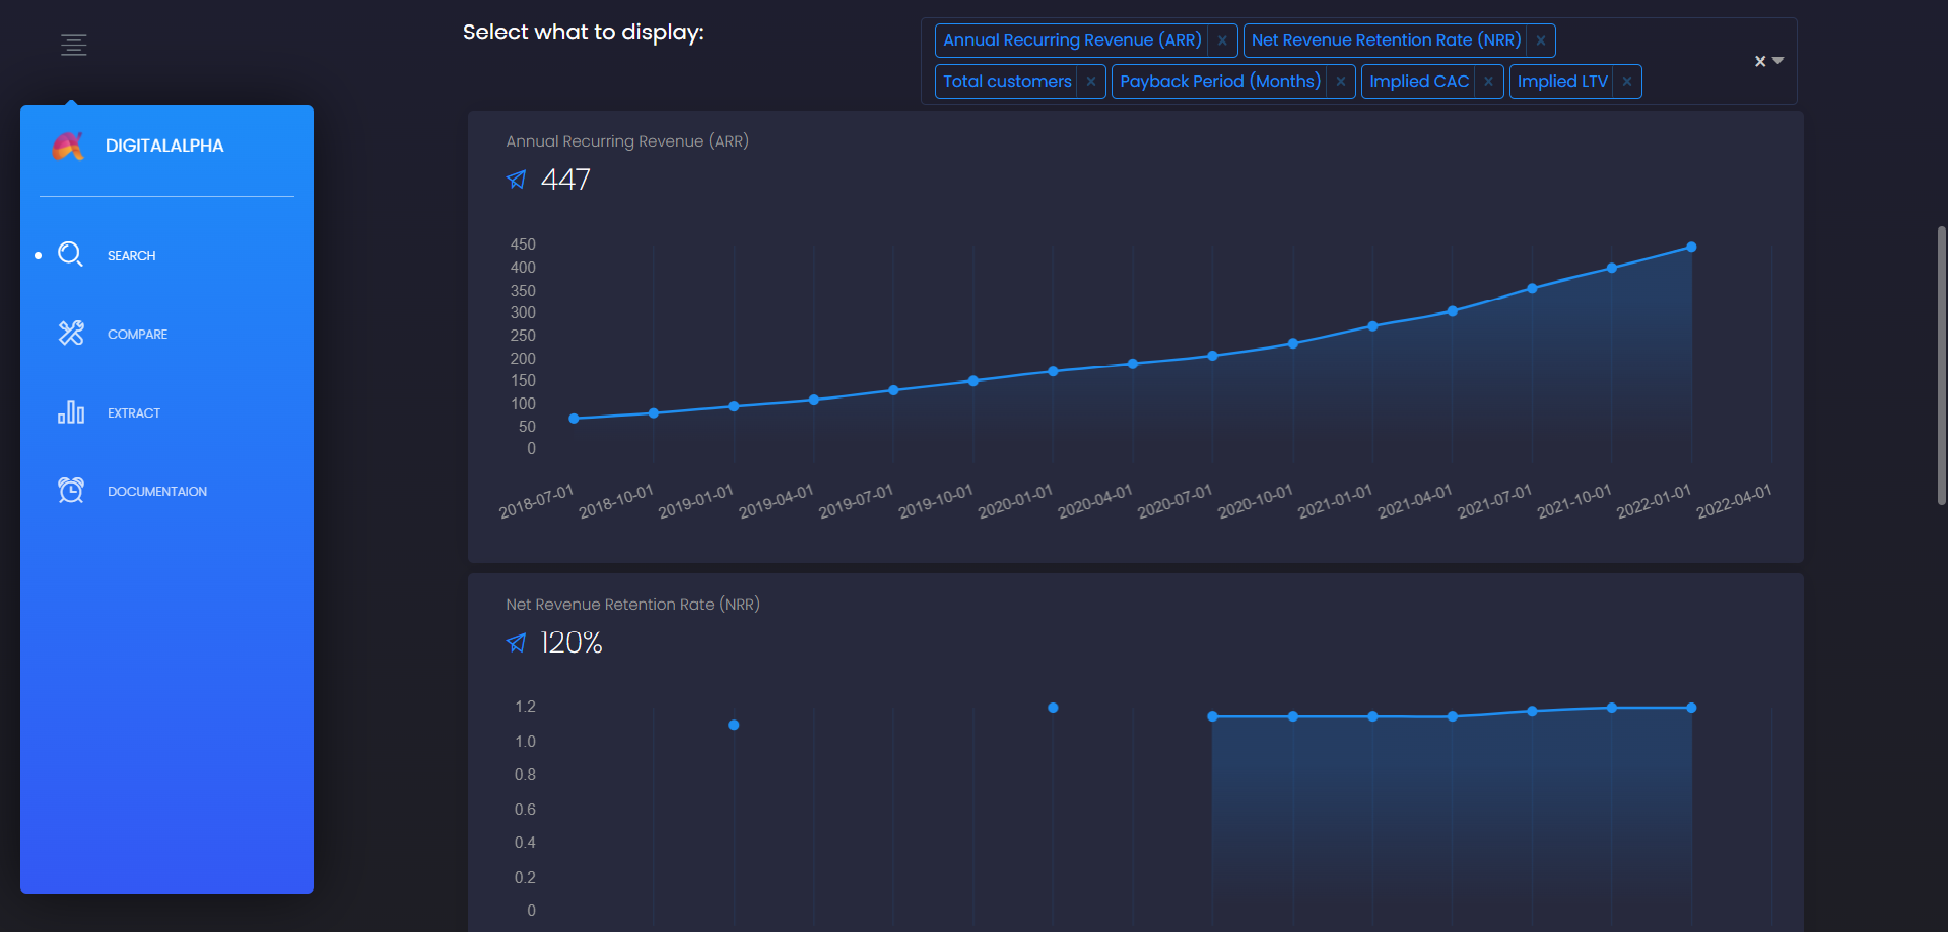 Select what to display:
Annual Recurring Revenue (ARR) x Net Revenue Retention Rate (NRR) x
Total customers x Payback Period (Months) x Implied CAC x Implied LTV x
x
DIGITALALPHA
SEARCH
COMPARE
EXTRACT
DOCUMENTAION
Annual Recurring Revenue (ARR)
447
450
400
350
300
250
200
150
100
50
0
2018-07-01 2018-10-01 2019-01-01 2019-04-01 2019-07-01 2019-10-01 2020-01-01 2020-04-01 2020-07-01 2020-10-01 2021-01-01 2021-04-01 2021-07-01 2021-10-01 2022-01-01 2022-04-01
Net Revenue Retention Rate (NRR)
120%
1.2
1.0
0.8
0.6
0.4
0.2
0